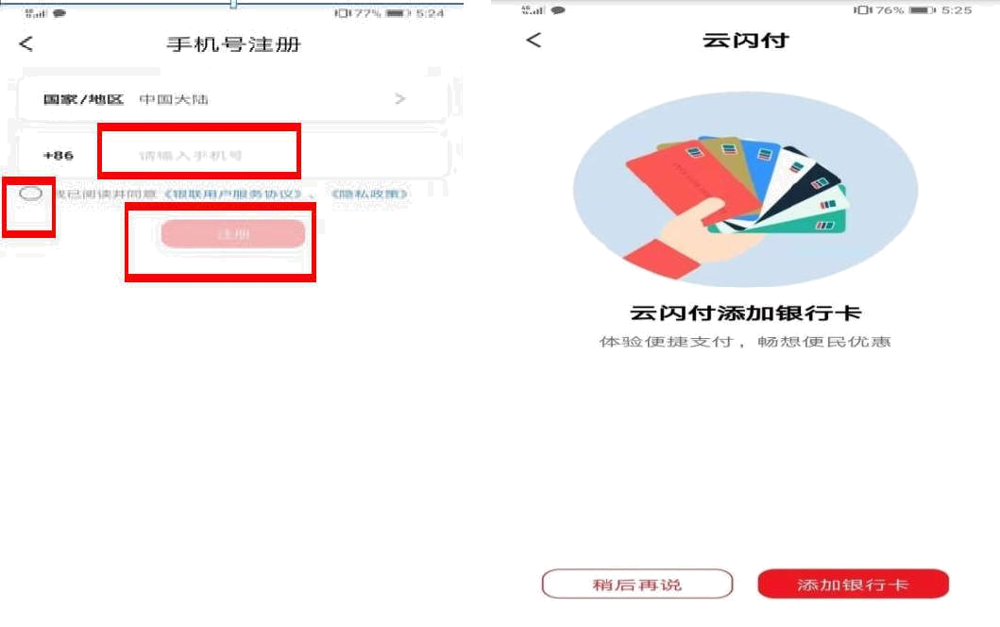 77% 5:24
手机号注册
国家/地区 中国大陆
+86 请输入手机号
我已阅读并同意《银联用户服务协议》、《隐私政策》
注册
76% 5:25
云闪付
云闪付添加银行卡
体验便捷支付，畅想便民优惠
稍后再说 添加银行卡